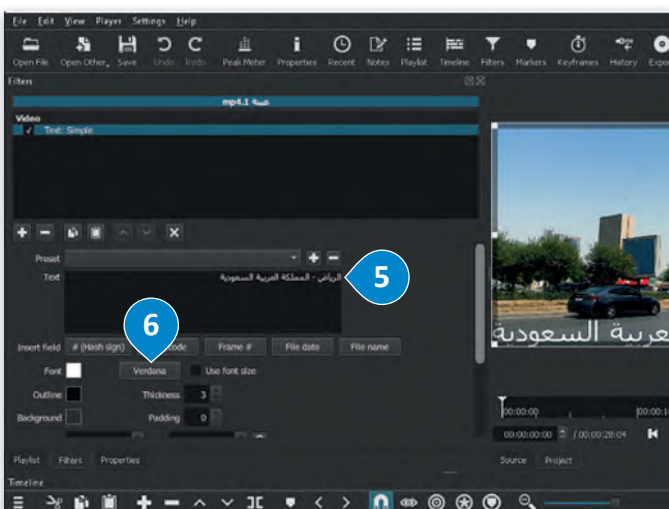 File Edit View Player Settings Help
Open File Open Other... Save Undo Redo Peak Meter Properties Recent Notes Playlist Timeline Filters Markers Keyframes History Expor
Filters
عينة 1.mp4
Video
✓ Text: Simple
Preset
Text
الرياض - المملكة العربية السعودية
5
6
Insert field # (Hash sign) code Frame # File date File name
Font Verdana Use font size
Outline Thickness 3
Background Padding 0
عربية السعودية
00:00:00 00:00:1
00:00:00:00 / 00:00:28:04
Playlist Filters Properties
Source Project
Timeline